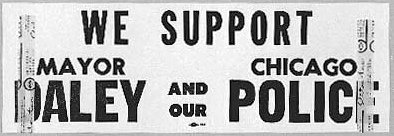 WE SUPPORT
MAYOR CHICAGO
DALEY AND OUR POLICE